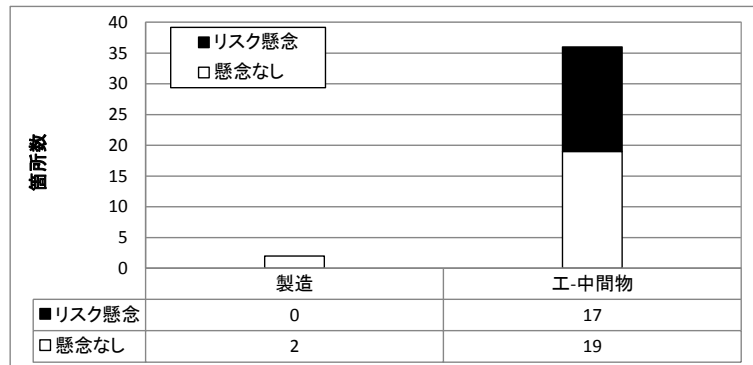 40
35
30
25
20
15
10
5
0
箇所数
■リスク懸念
□懸念なし
製造 工-中間物
■リスク懸念 0 17
□懸念なし 2 19